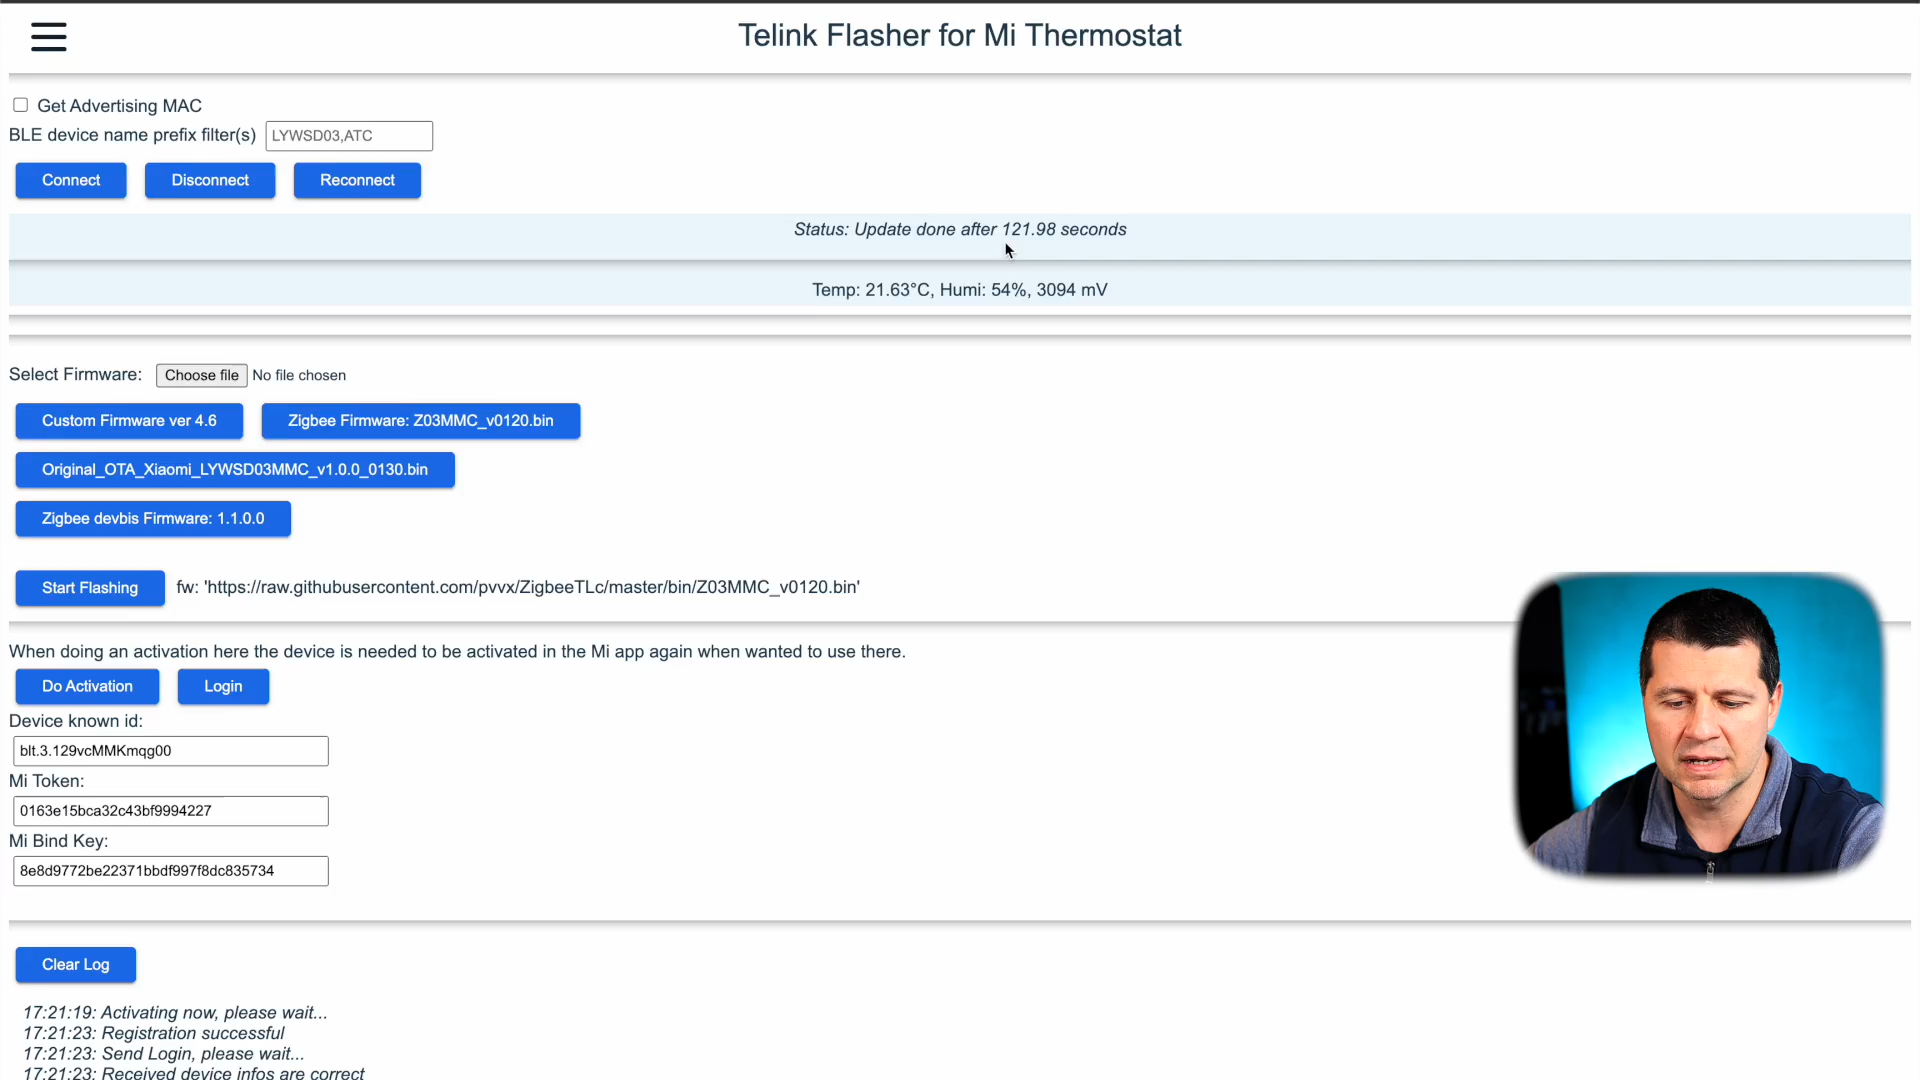 Telink Flasher for Mi Thermostat
Get Advertising MAC
BLE device name prefix filter(s) LYWSD03,ATC
Connect Disconnect Reconnect
Status: Update done after 121.98 seconds
Temp: 21.63°C, Humi: 54%, 3094 mV
Select Firmware: Choose file No file chosen
Custom Firmware ver 4.6 Zigbee Firmware: Z03MMC_v0120.bin
Original_OTA_Xiaomi_LYWSD03MMC_v1.0.0_0130.bin
Zigbee devbis Firmware: 1.1.0.0
Start Flashing fw: 'https://raw.githubusercontent.com/pvvx/ZigbeeTLc/master/bin/Z03MMC_v0120.bin'
When doing an activation here the device is needed to be activated in the Mi app again when wanted to use there.
Do Activation Login
Device known id:
blt.3.129vcMMKmqg00
Mi Token:
0163e15bca32c43bf9994227
Mi Bind Key:
8e8d9772be22371bbdf997f8dc835734
Clear Log
17:21:19: Activating now, please wait...
17:21:23: Registration successful
17:21:23: Send Login, please wait...
17:21:23: Received device infos are correct